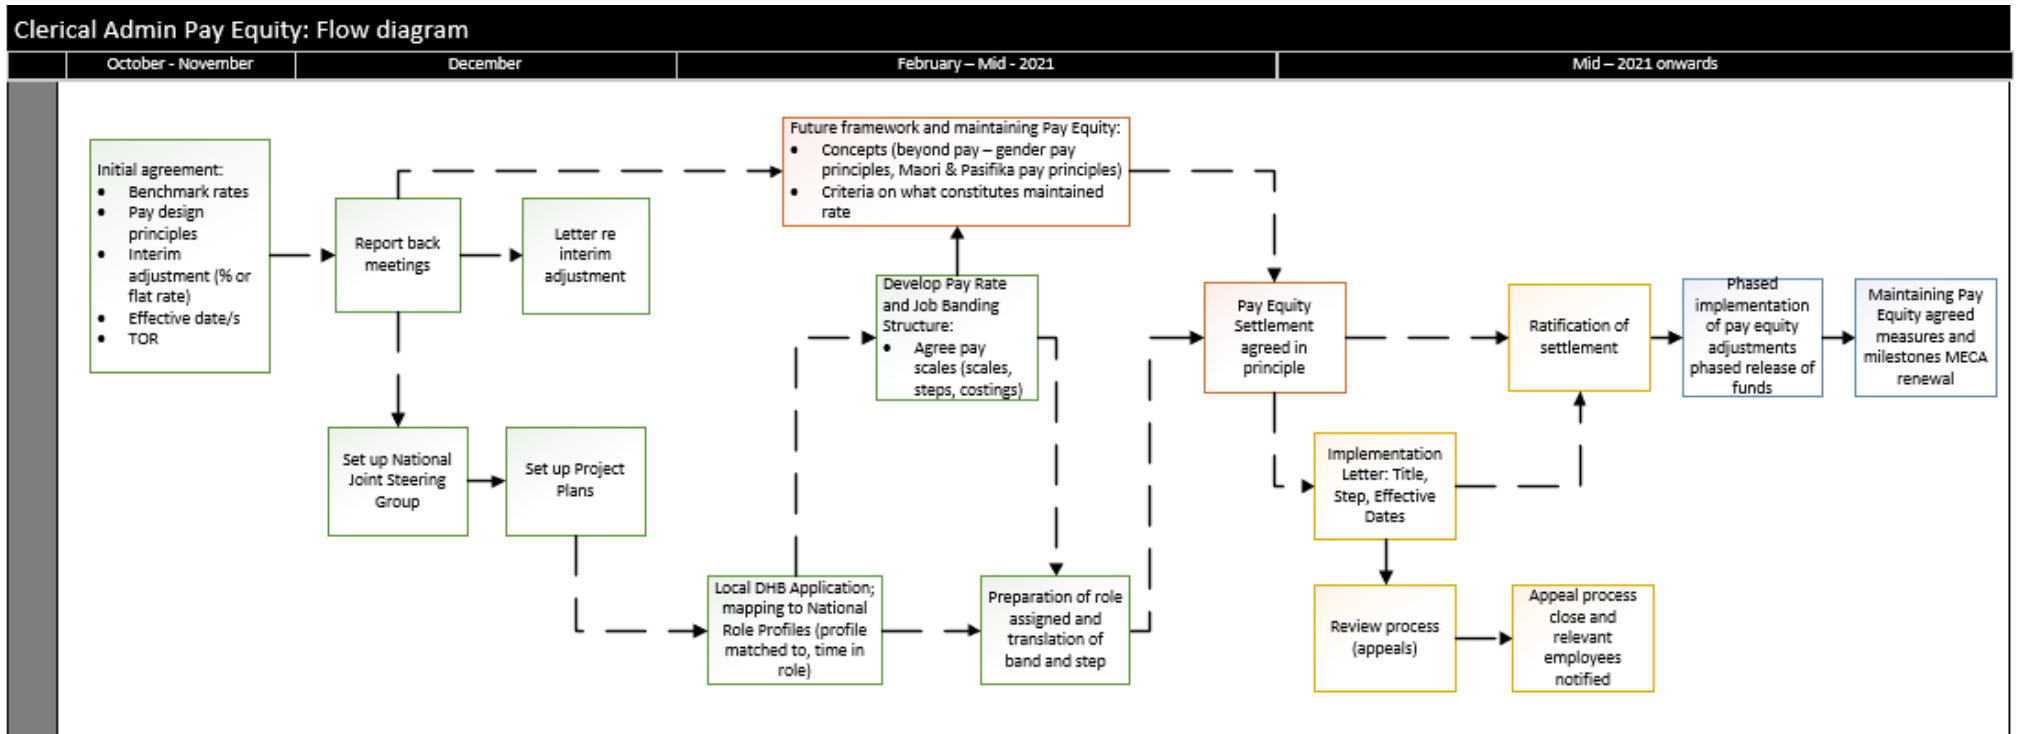 Clerical Admin Pay Equity: Flow diagram
October - November
December
February – Mid - 2021
Mid – 2021 onwards
Initial agreement:
• Benchmark rates
• Pay design
principles
• Interim
adjustment (% or
flat rate)
• Effective date/s
• TOR
Report back
meetings
Letter re
interim
adjustment
Set up National
Joint Steering
Group
Set up Project
Plans
Future framework and maintaining Pay Equity:
• Concepts (beyond pay – gender pay
principles, Maori & Pasifika pay principles)
• Criteria on what constitutes maintained
rate
Develop Pay Rate
and Job Banding
Structure:
• Agree pay
scales (scales,
steps, costings)
Local DHB Application;
mapping to National
Role Profiles (profile
matched to, time in
role)
Preparation of role
assigned and
translation of
band and step
Pay Equity
Settlement
agreed in
principle
Implementation
Letter: Title,
Step, Effective
Dates
Review process
(appeals)
Appeal process
close and
relevant
employees
notified
Ratification of
settlement
Phased
implementation
of pay equity
adjustments
phased release of
funds
Maintaining Pay
Equity agreed
measures and
milestones MECA
renewal